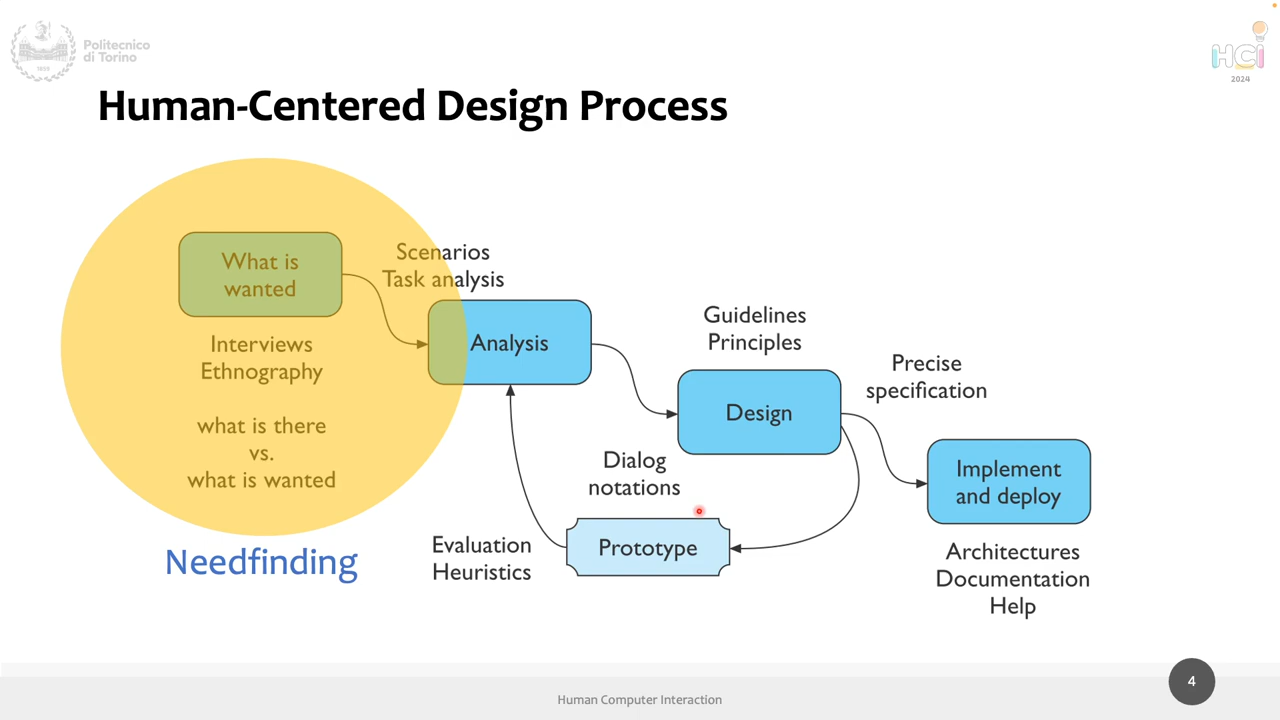 Politecnico
di Torino
1859
HCI
2024
Human-Centered Design Process
What is
wanted
Scenarios
Task analysis
Interviews
Ethnography
what is there
vs.
what is wanted
Needfinding
Analysis
Guidelines
Principles
Design
Precise
specification
Dialog
notations
Prototype
Evaluation
Heuristics
Implement
and deploy
Architectures
Documentation
Help
Human Computer Interaction
4